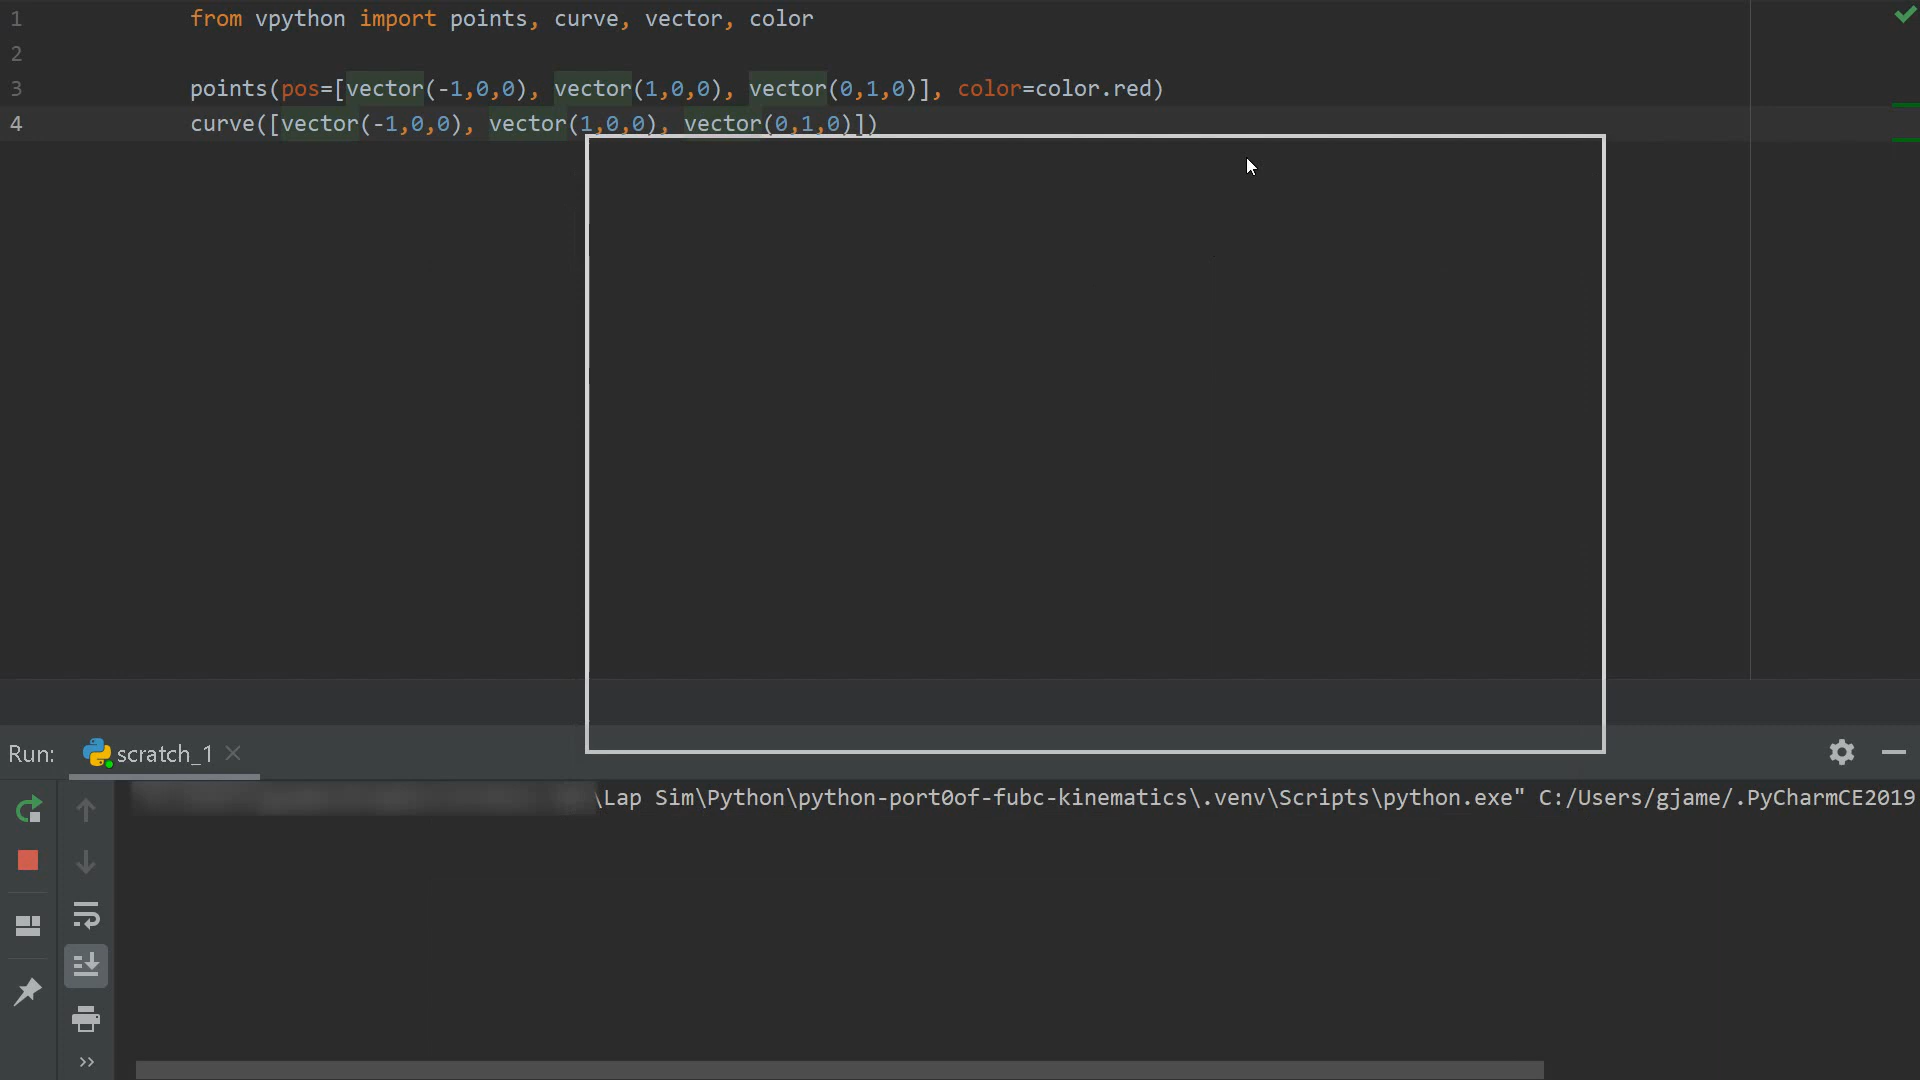 1 from vpython import points, curve, vector, color
2
3 points(pos=[vector(-1,0,0), vector(1,0,0), vector(0,1,0)], color=color.red)
4 curve([vector(-1,0,0), vector(1,0,0), vector(0,1,0)])
Run: scratch_1
\Lap Sim\Python\python-port0of-fubc-kinematics\.venv\Scripts\python.exe" C:/Users/gjame/.PyCharmCE2019